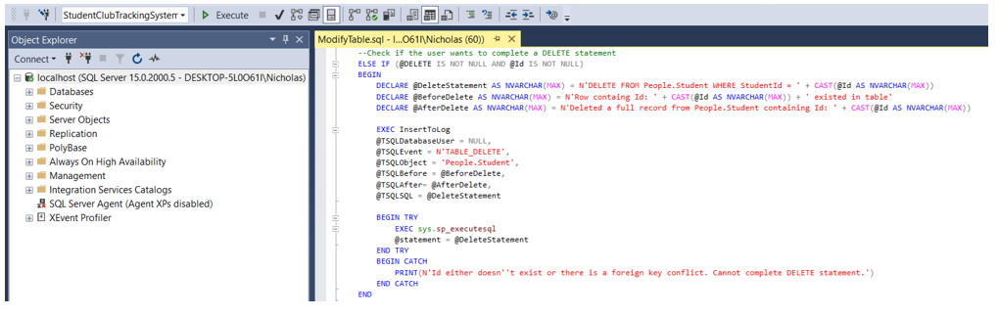 StudentClubTrackingSystem
Execute
Object Explorer
Connect
localhost (SQL Server 15.0.2000.5 - DESKTOP-5LO061I\Nicholas)
Databases
Security
Server Objects
Replication
PolyBase
Always On High Availability
Management
Integration Services Catalogs
SQL Server Agent (Agent XPs disabled)
XEvent Profiler
ModifyTable.sql - l...O61I\Nicholas (60))
--Check if the user wants to complete a DELETE statement
ELSE IF (@DELETE IS NOT NULL AND @Id IS NOT NULL)
BEGIN
DECLARE @DeleteStatement AS NVARCHAR(MAX) = N'DELETE FROM People.Student WHERE StudentId = ' + CAST(@Id AS NVARCHAR(MAX))
DECLARE @BeforeDelete AS NVARCHAR(MAX) = N'Row containg Id: ' + CAST(@Id AS NVARCHAR(MAX)) + ' existed in table'
DECLARE @AfterDelete AS NVARCHAR(MAX) = N'Deleted a full record from People.Student containg Id: ' + CAST(@Id AS NVARCHAR(MAX))
EXEC InsertToLog
@TSQLDatabaseUser = NULL,
@TSQLEvent = N'TABLE_DELETE',
@TSQLObject = 'People.Student',
@TSQLBefore = @BeforeDelete,
@TSQLAfter= @AfterDelete,
@TSQLSQL = @DeleteStatement
BEGIN TRY
EXEC sys.sp_executesql
@statement = @DeleteStatement
END TRY
BEGIN CATCH
PRINT(N'Id either doesn''t exist or there is a foreign key conflict. Cannot complete DELETE statement.')
END CATCH
END